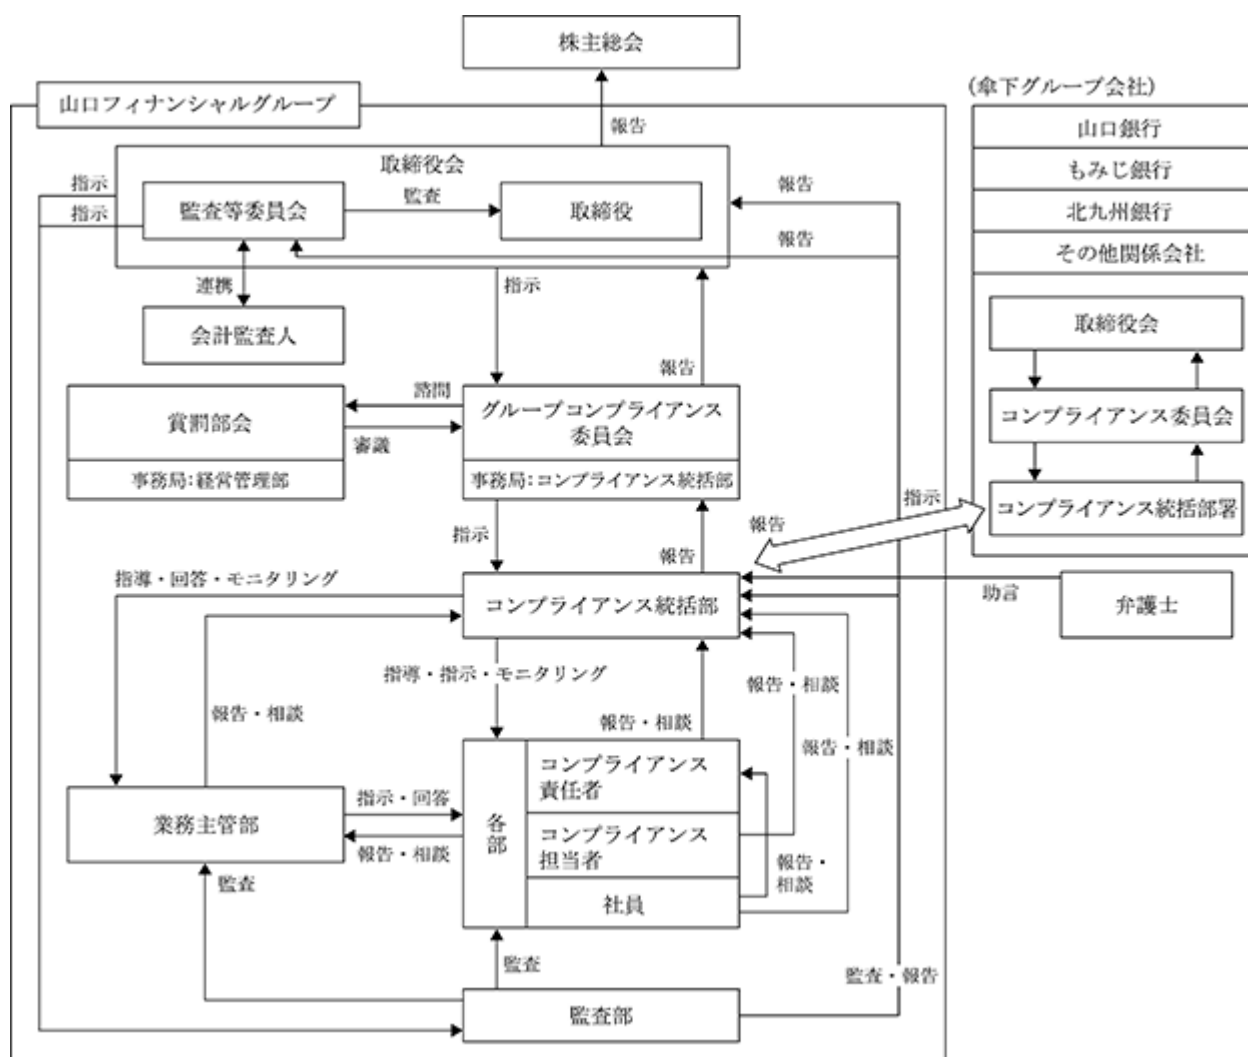 株主総会
山口フィナンシャルグループ
(傘下グループ会社)
報告
山口銀行
取締役会
もみじ銀行
指示
監査等委員会
監査
取締役
報告
北九州銀行
指示
報告
その他関係会社
連携
指示
会計監査人
取締役会
報告
諮問
賞罰部会
グループコンプライアンス
委員会
コンプライアンス委員会
審議
事務局:経営管理部
事務局:コンプライアンス統括部
指示
コンプライアンス統括部署
報告
指示
報告
指導・回答・モニタリング
コンプライアンス統括部
助言
弁護士
指導・指示・モニタリング
報告・相談
報告・相談
報告・相談
報告・相談
コンプライアンス
責任者
指示・回答
業務主管部
各部
コンプライアンス
担当者
報告・相談
報告・
相談
監査
社員
監査
監査・報告
監査部